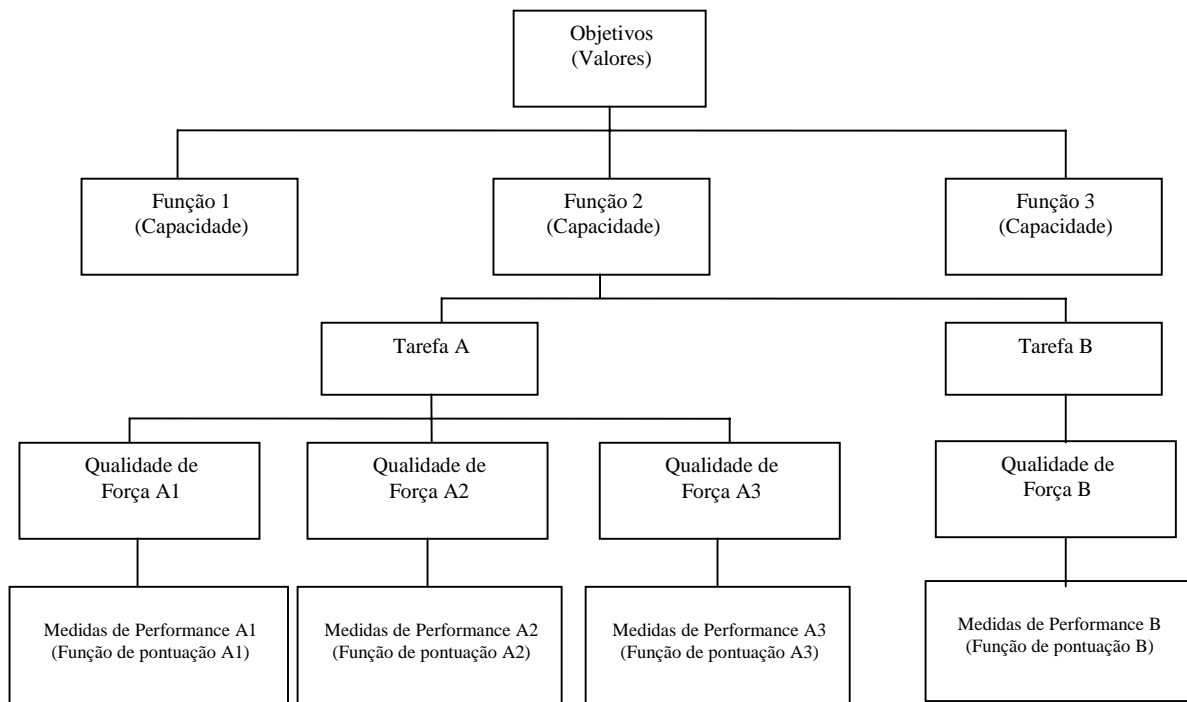 Objetivos
(Valores)
Função 1
(Capacidade)
Função 2
(Capacidade)
Função 3
(Capacidade)
Tarefa A
Tarefa B
Qualidade de
Força A1
Qualidade de
Força A2
Qualidade de
Força A3
Qualidade de
Força B
Medidas de Performance A1
(Função de pontuação A1)
Medidas de Performance A2
(Função de pontuação A2)
Medidas de Performance A3
(Função de pontuação A3)
Medidas de Performance B
(Função de pontuação B)